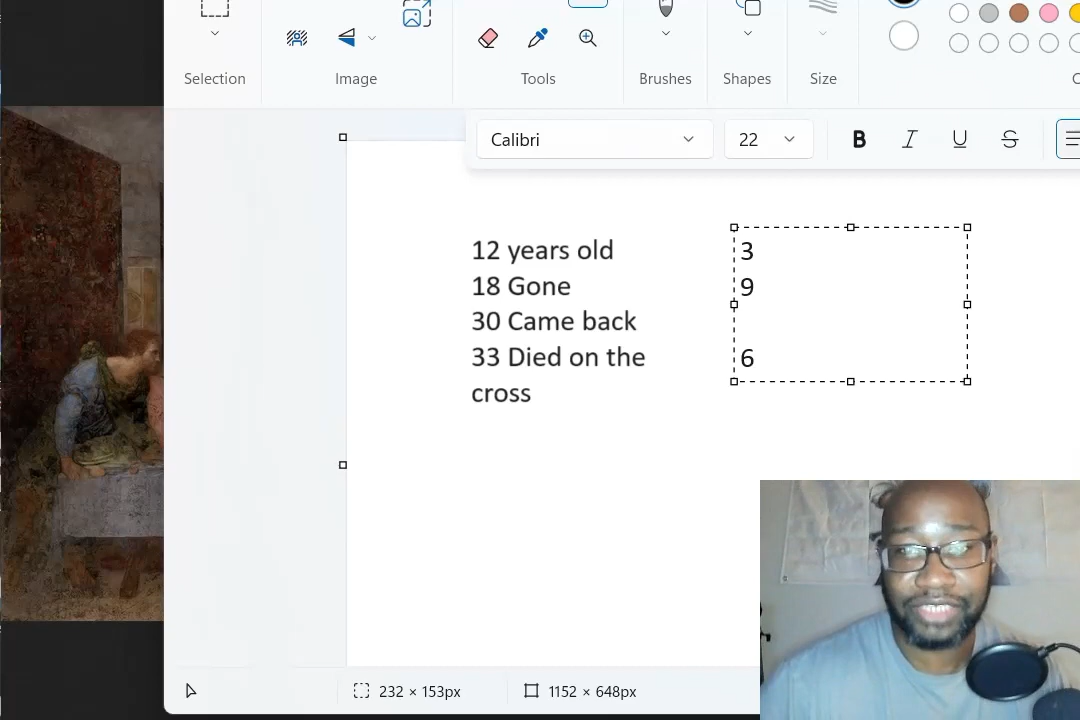 Selection
Image
Tools
Brushes
Shapes
Size
Calibri
22
B
I
U
S
12 years old
18 Gone
30 Came back
33 Died on the
cross
3
9
6
232 × 153px
1152 × 648px